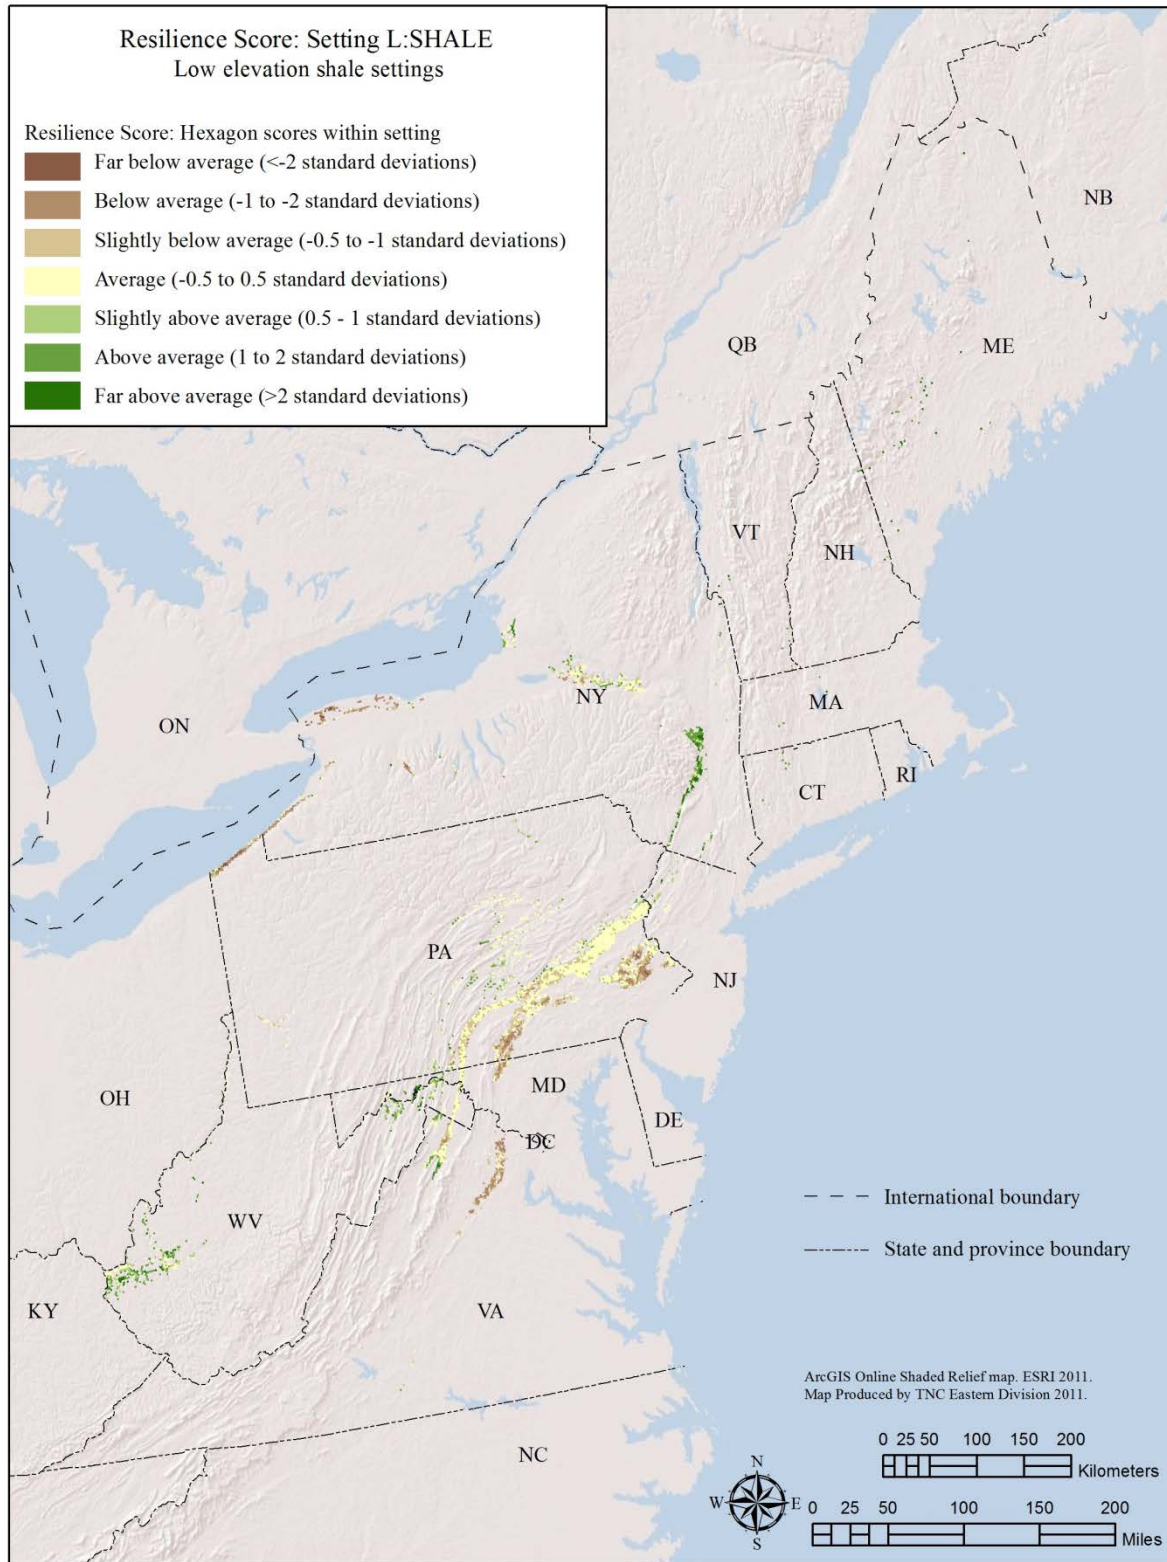 Resilience Score: Setting L:SHALE
Low elevation shale settings
Resilience Score: Hexagon scores within setting
Far below average (<-2 standard deviations)
Below average (-1 to -2 standard deviations)
Slightly below average (-0.5 to -1 standard deviations)
Average (-0.5 to 0.5 standard deviations)
Slightly above average (0.5 - 1 standard deviations)
Above average (1 to 2 standard deviations)
Far above average (>2 standard deviations)
NB
QB
ME
VT
NH
NY
MA
ON
RI
CT
PA
NJ
MD
OH
DE
DC
International boundary
WV
State and province boundary
KY
VA
ArcGIS Online Shaded Relief map. ESRI 2011.
Map Produced by TNC Eastern Division 2011.
NC
0 25 50 100 150 200
Kilometers
N
W E
S
0 25 50 100 150 200
Miles